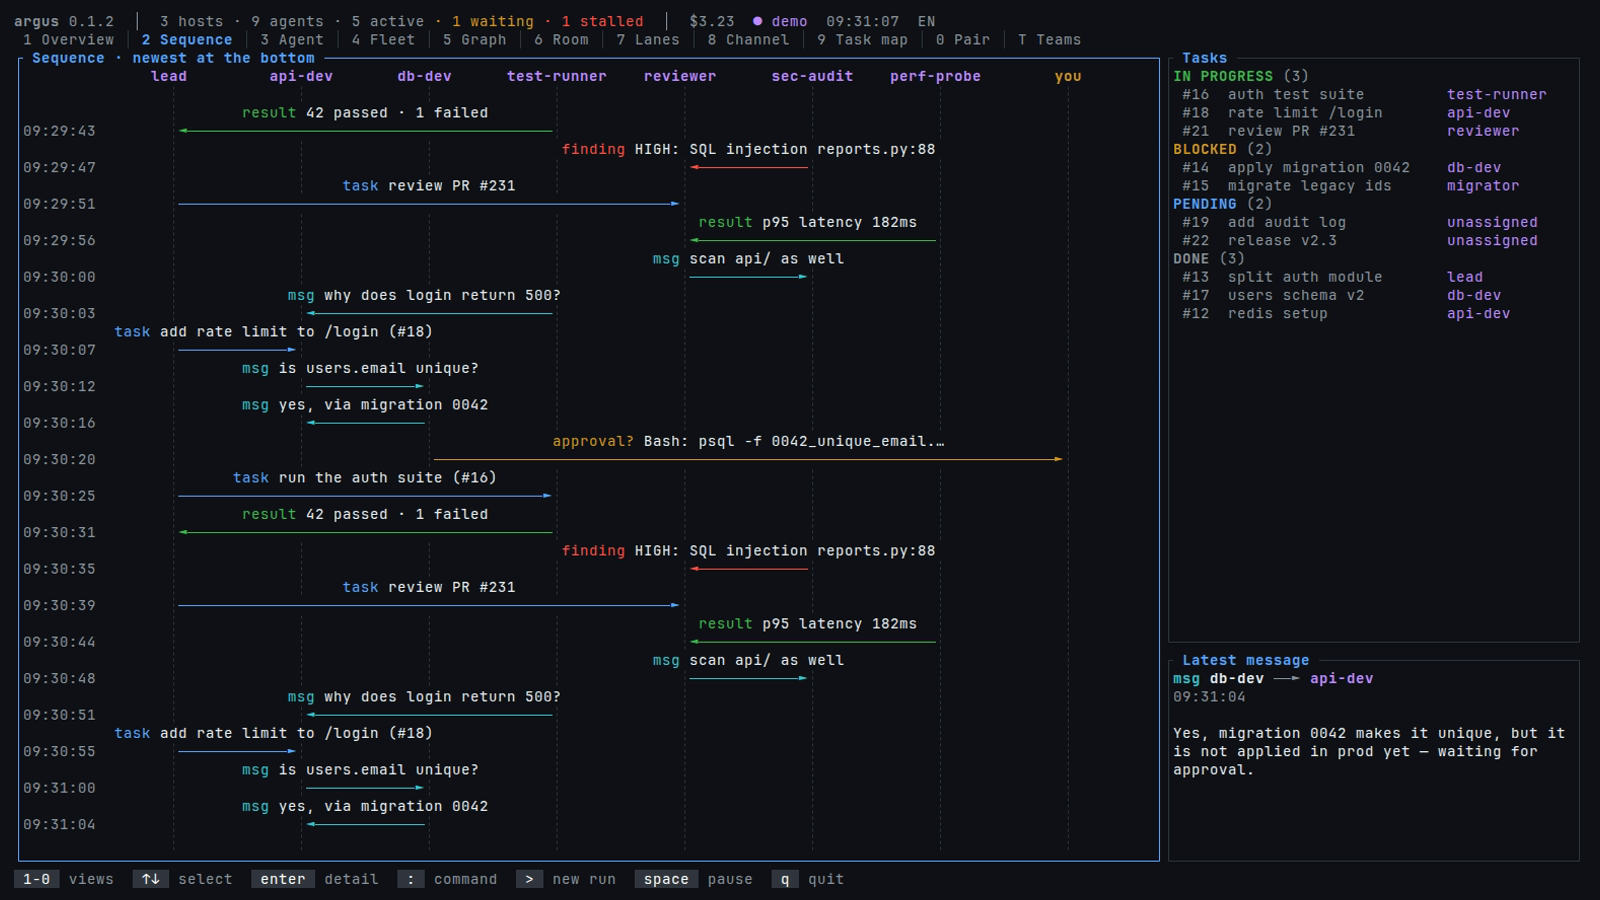 argus 0.1.2 │ 3 hosts · 9 agents · 5 active · 1 waiting · 1 stalled │ $3.23 ● demo 09:31:07 EN
1 Overview │ 2 Sequence │ 3 Agent │ 4 Fleet │ 5 Graph │ 6 Room │ 7 Lanes │ 8 Channel │ 9 Task map │ 0 Pair │ T Teams
Sequence · newest at the bottom
lead api-dev db-dev test-runner reviewer sec-audit perf-probe you
result 42 passed · 1 failed
09:29:43
finding HIGH: SQL injection reports.py:88
09:29:47
task review PR #231
09:29:51
result p95 latency 182ms
09:29:56
msg scan api/ as well
09:30:00
msg why does login return 500?
09:30:03
task add rate limit to /login (#18)
09:30:07
msg is users.email unique?
09:30:12
msg yes, via migration 0042
09:30:16
approval? Bash: psql -f 0042_unique_email.…
09:30:20
task run the auth suite (#16)
09:30:25
result 42 passed · 1 failed
09:30:31
finding HIGH: SQL injection reports.py:88
09:30:35
task review PR #231
09:30:39
result p95 latency 182ms
09:30:44
msg scan api/ as well
09:30:48
msg why does login return 500?
09:30:51
task add rate limit to /login (#18)
09:30:55
msg is users.email unique?
09:31:00
msg yes, via migration 0042
09:31:04
Tasks
IN PROGRESS (3)
#16 auth test suite test-runner
#18 rate limit /login api-dev
#21 review PR #231 reviewer
BLOCKED (2)
#14 apply migration 0042 db-dev
#15 migrate legacy ids migrator
PENDING (2)
#19 add audit log unassigned
#22 release v2.3 unassigned
DONE (3)
#13 split auth module lead
#17 users schema v2 db-dev
#12 redis setup api-dev
Latest message
msg db-dev ──► api-dev
09:31:04
Yes, migration 0042 makes it unique, but it
is not applied in prod yet — waiting for
approval.
1-0 views ↑↓ select enter detail : command > new run space pause q quit